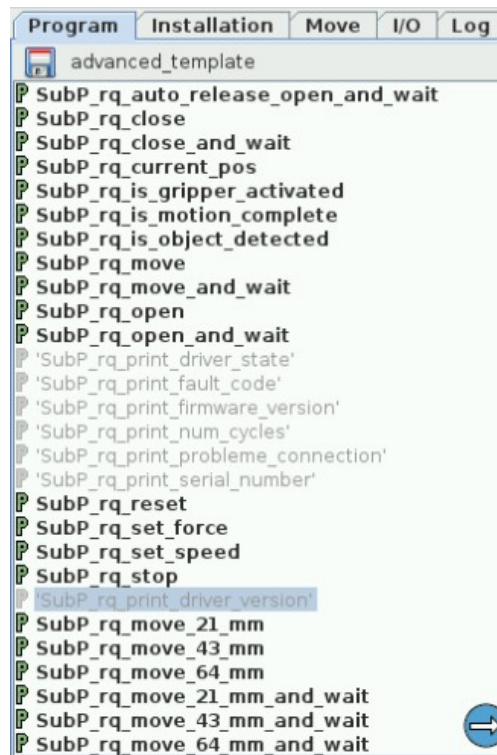 Program Installation Move I/O Log
advanced_template
P SubP_rq_auto_release_open_and_wait
P SubP_rq_close
P SubP_rq_close_and_wait
P SubP_rq_current_pos
P SubP_rq_is_gripper_activated
P SubP_rq_is_motion_complete
P SubP_rq_is_object_detected
P SubP_rq_move
P SubP_rq_move_and_wait
P SubP_rq_open
P SubP_rq_open_and_wait
P 'SubP_rq_print_driver_state'
P 'SubP_rq_print_fault_code'
P 'SubP_rq_print_firmware_version'
P 'SubP_rq_print_num_cycles'
P 'SubP_rq_print_probleme_connection'
P 'SubP_rq_print_serial_number'
P SubP_rq_reset
P SubP_rq_set_force
P SubP_rq_set_speed
P SubP_rq_stop
P 'SubP_rq_print_driver_version'
P SubP_rq_move_21_mm
P SubP_rq_move_43_mm
P SubP_rq_move_64_mm
P SubP_rq_move_21_mm_and_wait
P SubP_rq_move_43_mm_and_wait
P SubP_rq_move_64_mm_and_wait